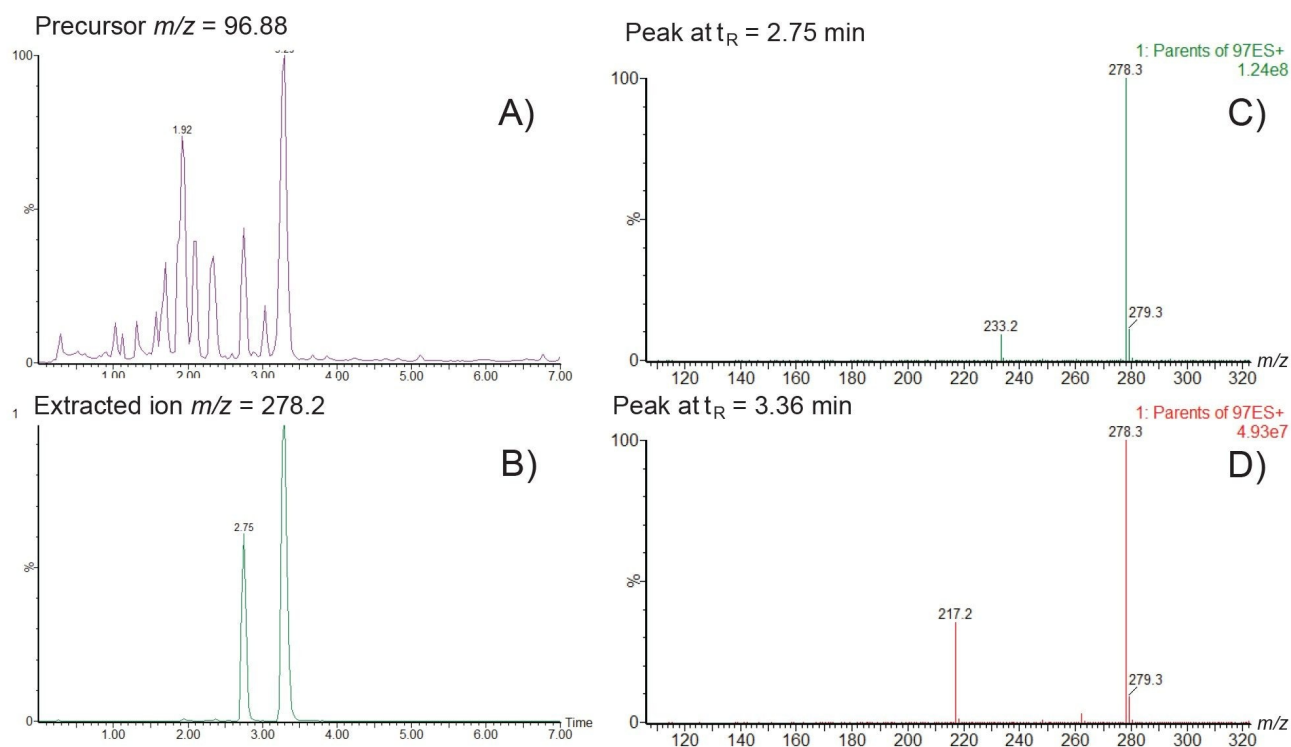 Precursor m/z = 96.88
A)
100
%
0
1.92
1.00 2.00 3.00 4.00 5.00 6.00 7.00
Extracted ion m/z = 278.2
B)
1
%
0
2.75
Time
1.00 2.00 3.00 4.00 5.00 6.00 7.00
Peak at tR = 2.75 min
1: Parents of 97ES+
1.24e8
C)
100
%
0
278.3
279.3
233.2
m/z
120 140 160 180 200 220 240 260 280 300 320
Peak at tR = 3.36 min
1: Parents of 97ES+
4.93e7
D)
100
%
0
278.3
217.2
279.3
m/z
120 140 160 180 200 220 240 260 280 300 320